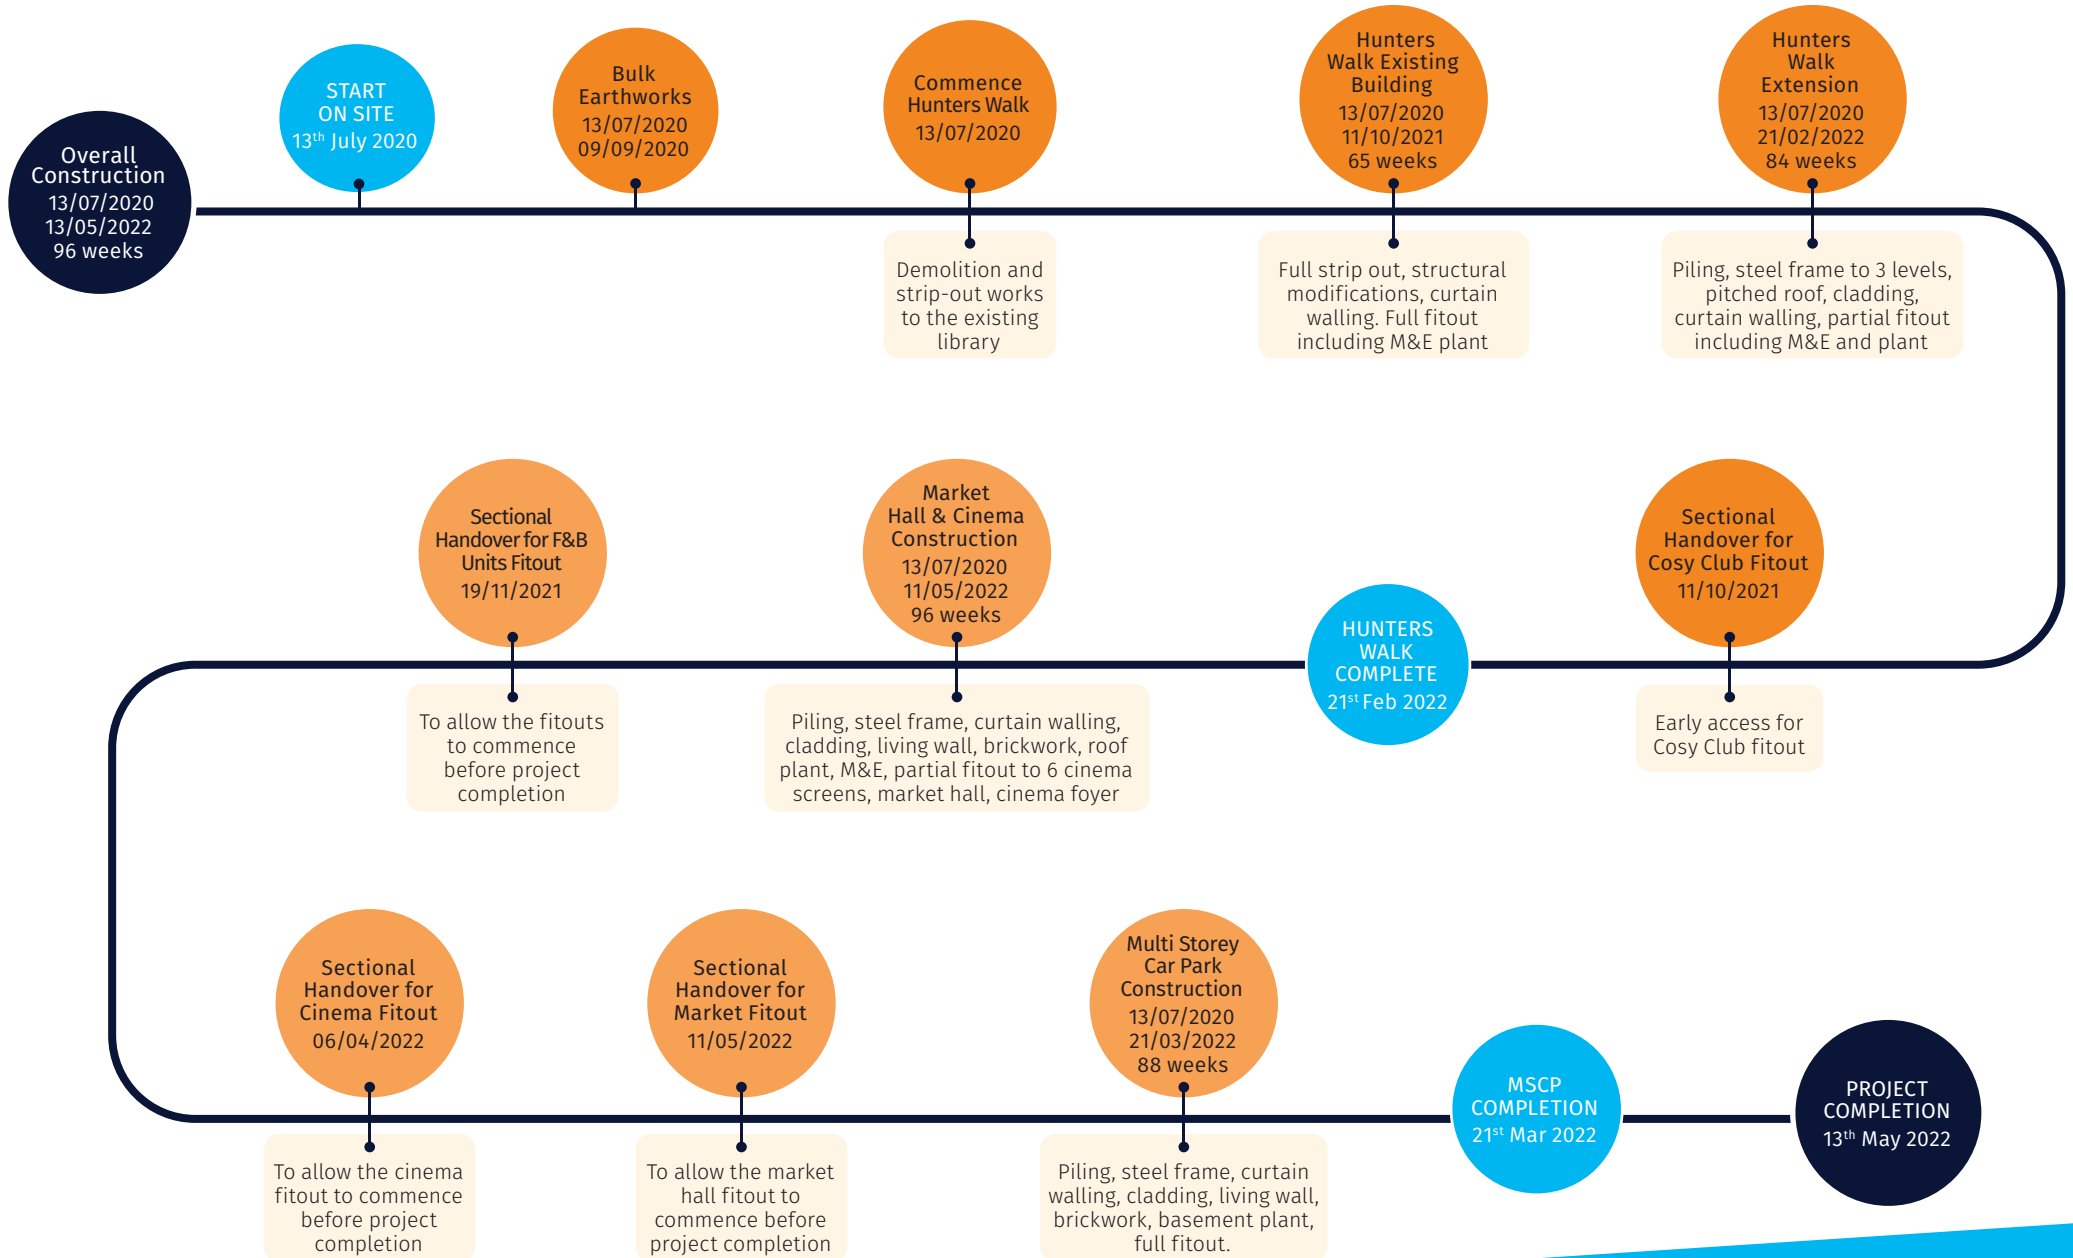 Overall
Construction
13/07/2020
13/05/2022
96 weeks
START
ON SITE
13th July 2020
Bulk
Earthworks
13/07/2020
09/09/2020
Commence
Hunters Walk
13/07/2020
Demolition and
strip-out works
to the existing
library
Hunters
Walk Existing
Building
13/07/2020
11/10/2021
65 weeks
Full strip out, structural
modifications, curtain
walling. Full fitout
including M&E plant
Hunters
Walk
Extension
13/07/2020
21/02/2022
84 weeks
Piling, steel frame to 3 levels,
pitched roof, cladding,
curtain walling, partial fitout
including M&E and plant
Sectional
Handover for
Cosy Club Fitout
11/10/2021
Early access for
Cosy Club fitout
HUNTERS
WALK
COMPLETE
21st Feb 2022
Market
Hall & Cinema
Construction
13/07/2020
11/05/2022
96 weeks
Piling, steel frame, curtain walling,
cladding, living wall, brickwork, roof
plant, M&E, partial fitout to 6 cinema
screens, market hall, cinema foyer
Sectional
Handover for F&B
Units Fitout
19/11/2021
To allow the fitouts
to commence
before project
completion
Sectional
Handover for
Cinema Fitout
06/04/2022
To allow the cinema
fitout to commence
before project
completion
Sectional
Handover for
Market Fitout
11/05/2022
To allow the market
hall fitout to
commence before
project completion
Multi Storey
Car Park
Construction
13/07/2020
21/03/2022
88 weeks
Piling, steel frame, curtain
walling, cladding, living wall,
brickwork, basement plant,
full fitout.
MSCP
COMPLETION
21st Mar 2022
PROJECT
COMPLETION
13th May 2022